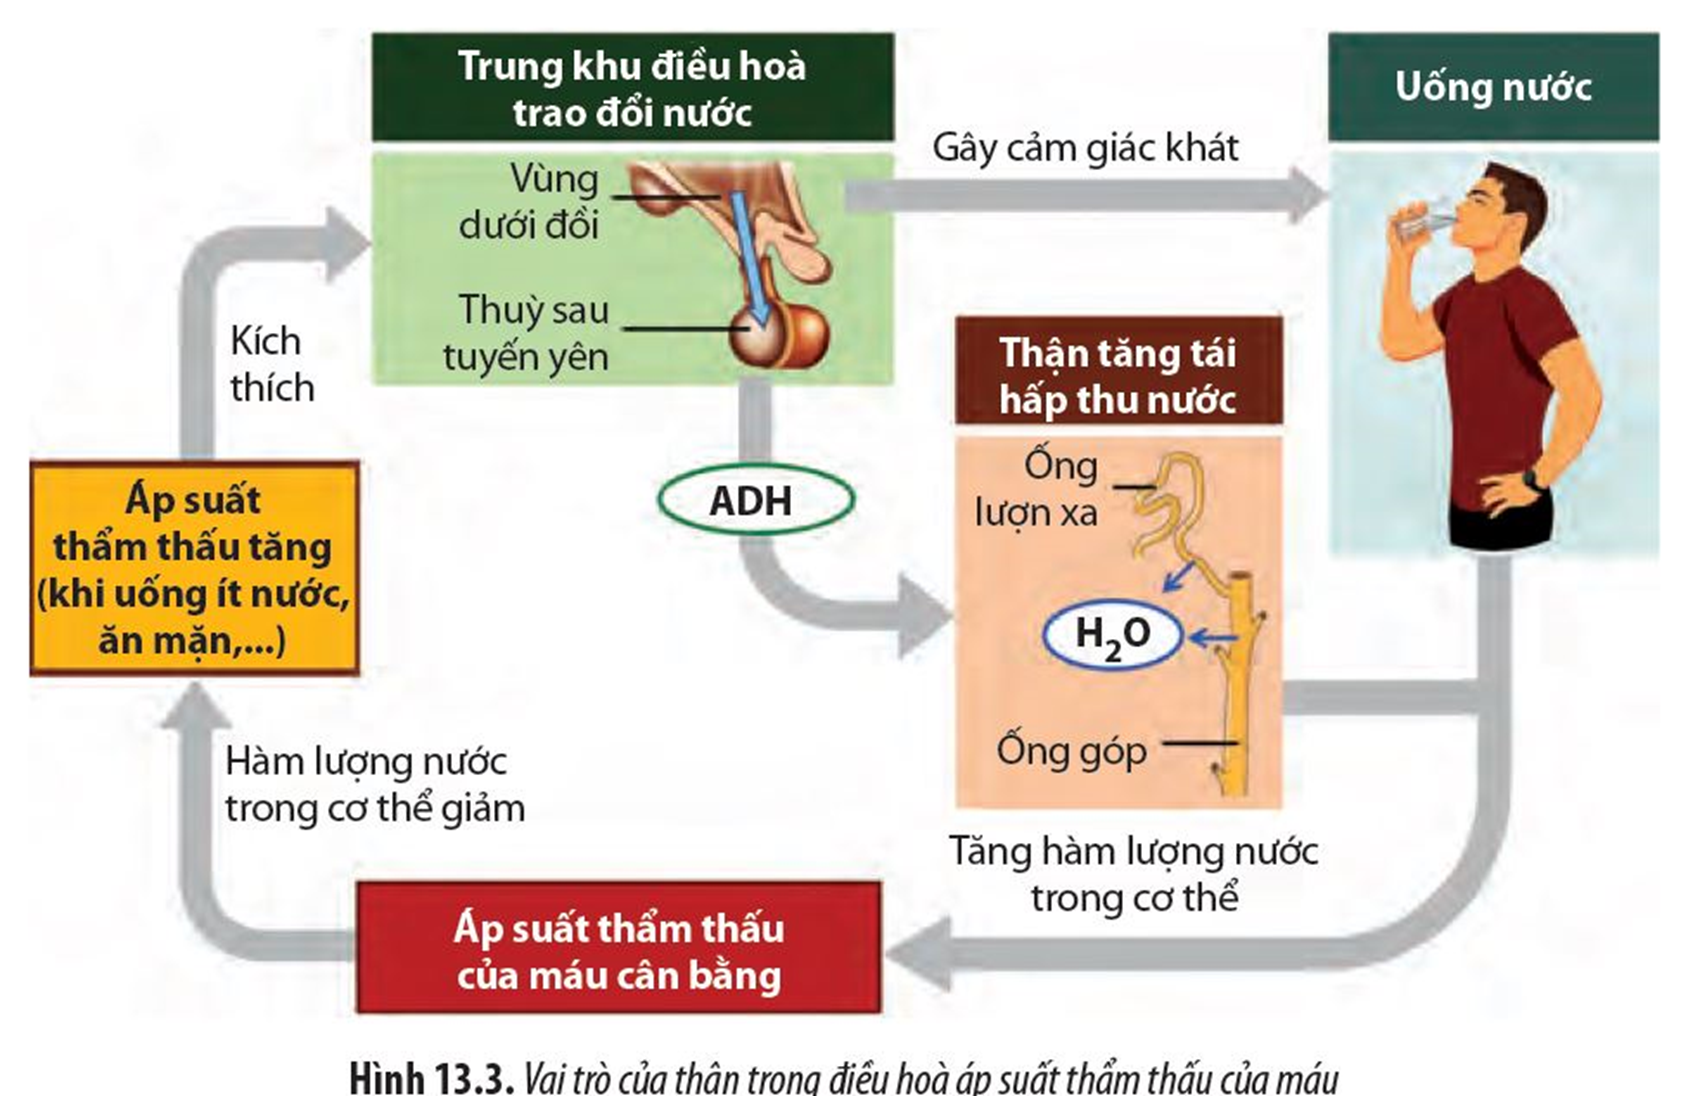 Trung khu điều hoà
trao đổi nước
Uống nước
Gây cảm giác khát
Vùng
dưới đồi
Thuỳ sau
tuyến yên
Kích
thích
Thận tăng tái
hấp thu nước
Ống
lượn xa
ADH
Áp suất
thẩm thấu tăng
(khi uống ít nước,
ăn mặn,...)
H₂O
Ống góp
Hàm lượng nước
trong cơ thể giảm
Tăng hàm lượng nước
trong cơ thể
Áp suất thẩm thấu
của máu cân bằng
Hình 13.3. Vai trò của thận trong điều hoà áp suất thẩm thấu của máu